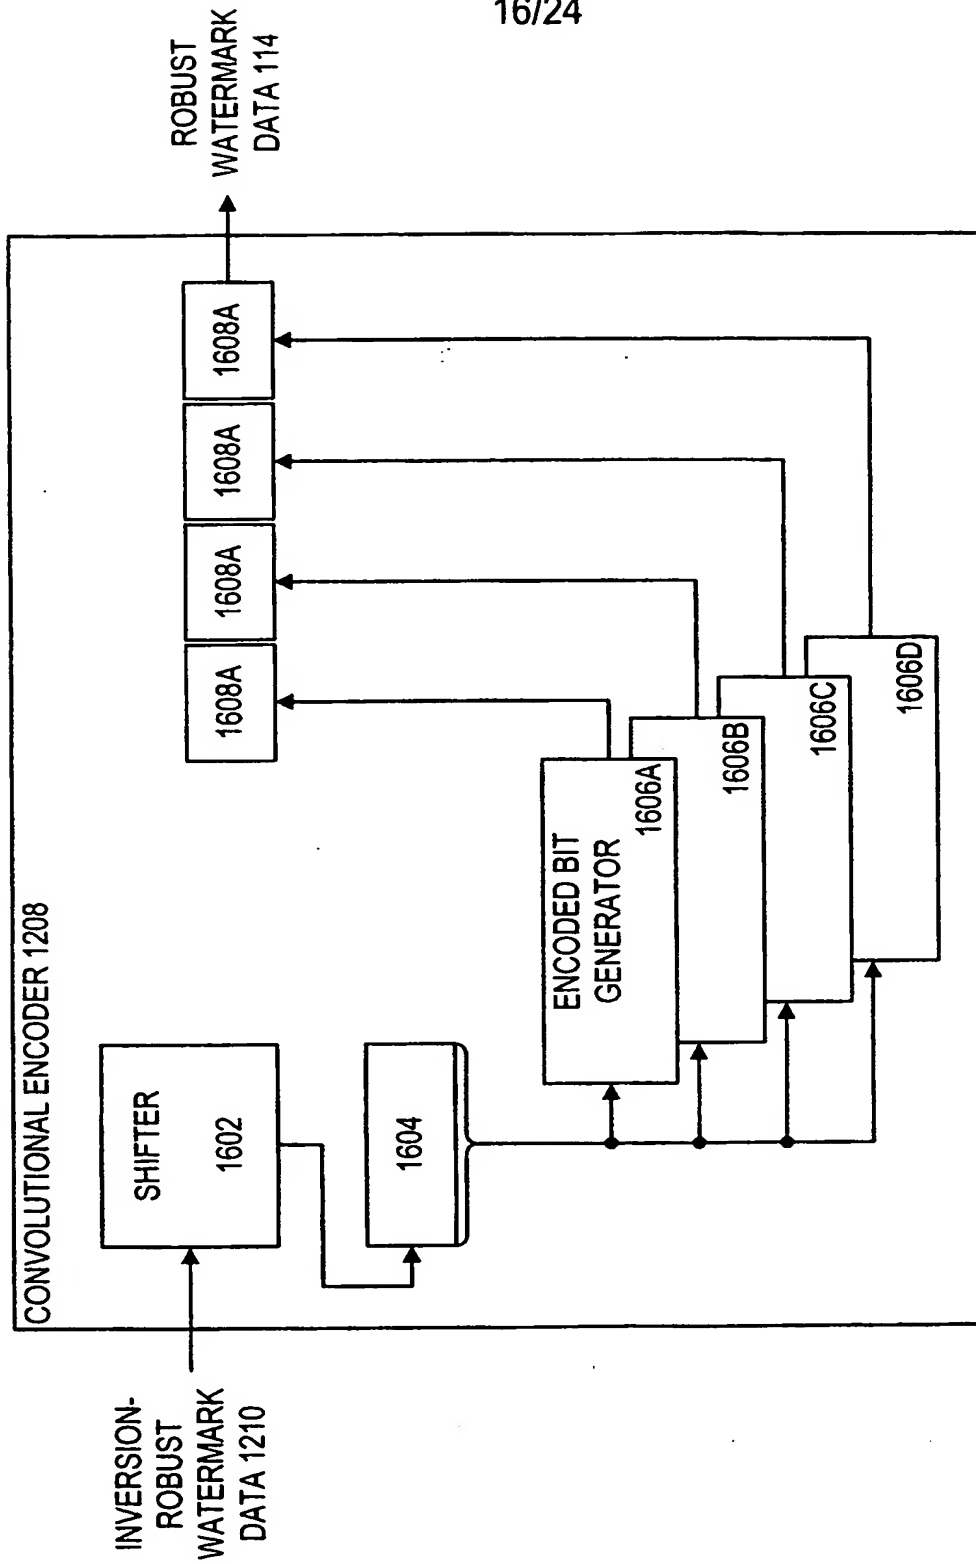 16/24
CONVOLUTIONAL ENCODER 1208
INVERSION-
ROBUST
WATERMARK
DATA 1210
SHIFTER
1602
1604
ENCODED BIT
GENERATOR
1606A
1606B
1606C
1606D
1608A
1608A
1608A
1608A
ROBUST
WATERMARK
DATA 114